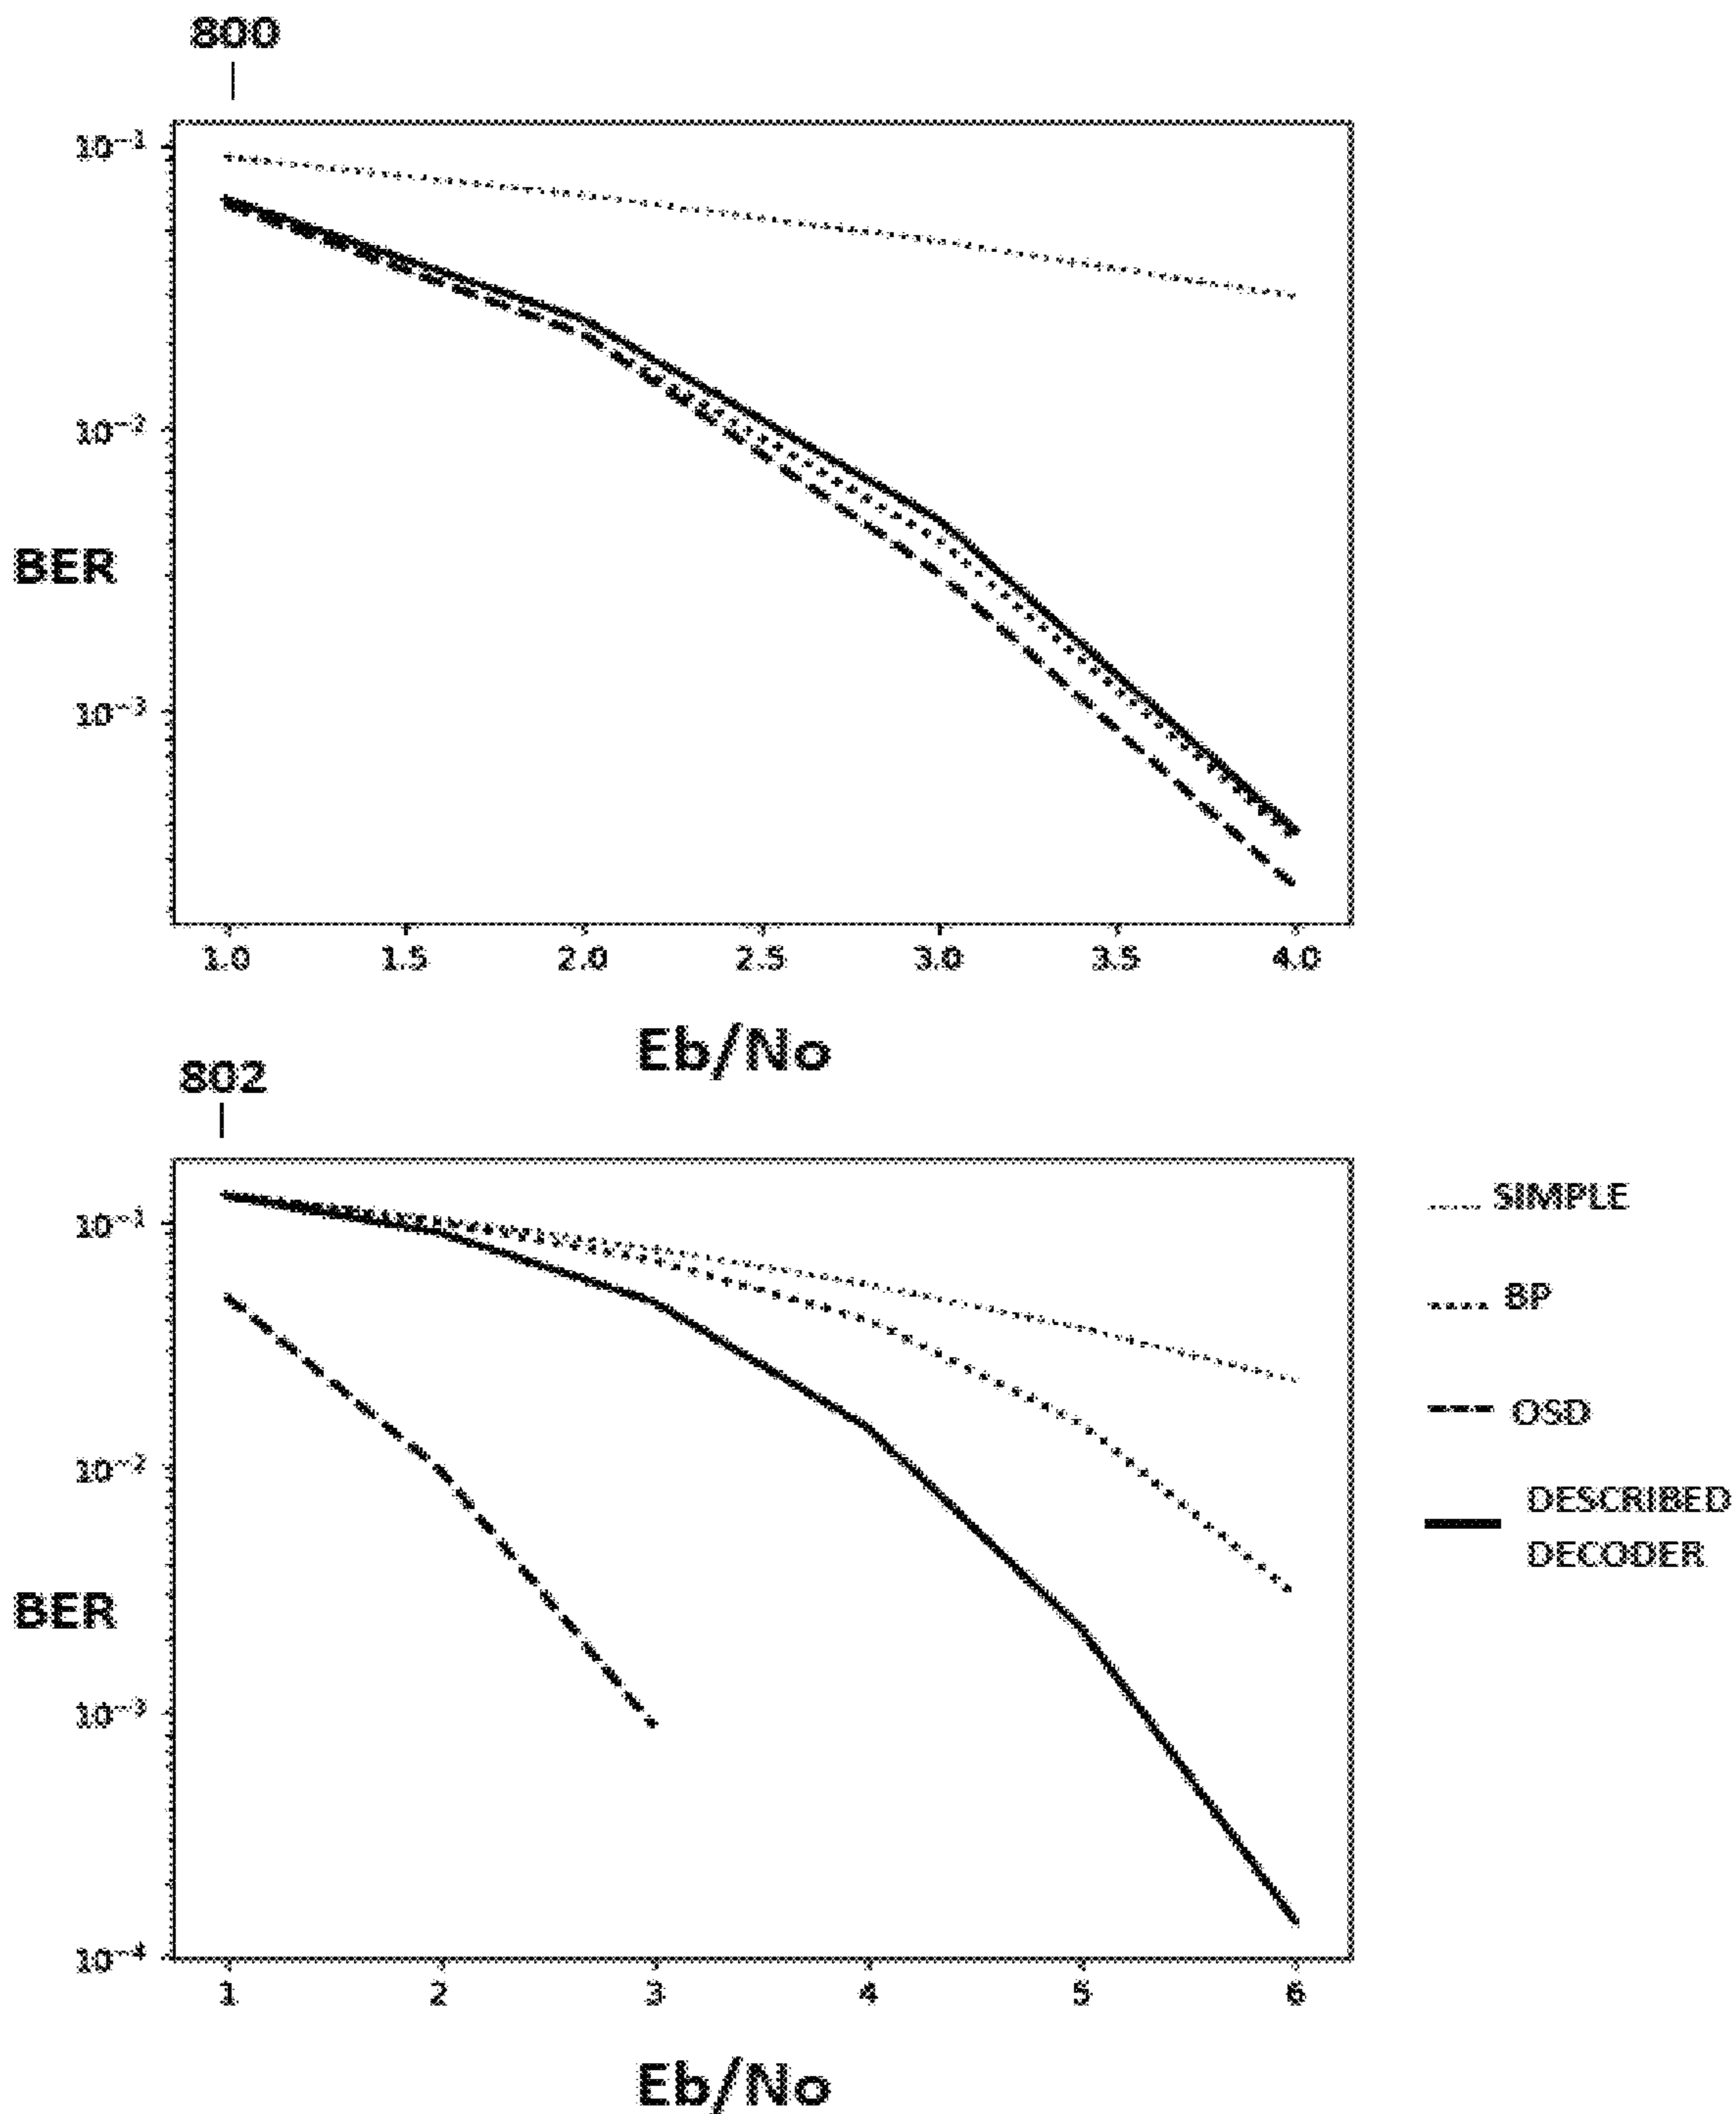 800
10⁻¹
10⁻²
BER
10⁻³
1.0 1.5 2.0 2.5 3.0 3.5 4.0
Eb/No
802
10⁻¹
10⁻²
BER
10⁻³
10⁻⁴
1 2 3 4 5 6
Eb/No
SIMPLE
BP
OSD
DESCRIBED
DECODER